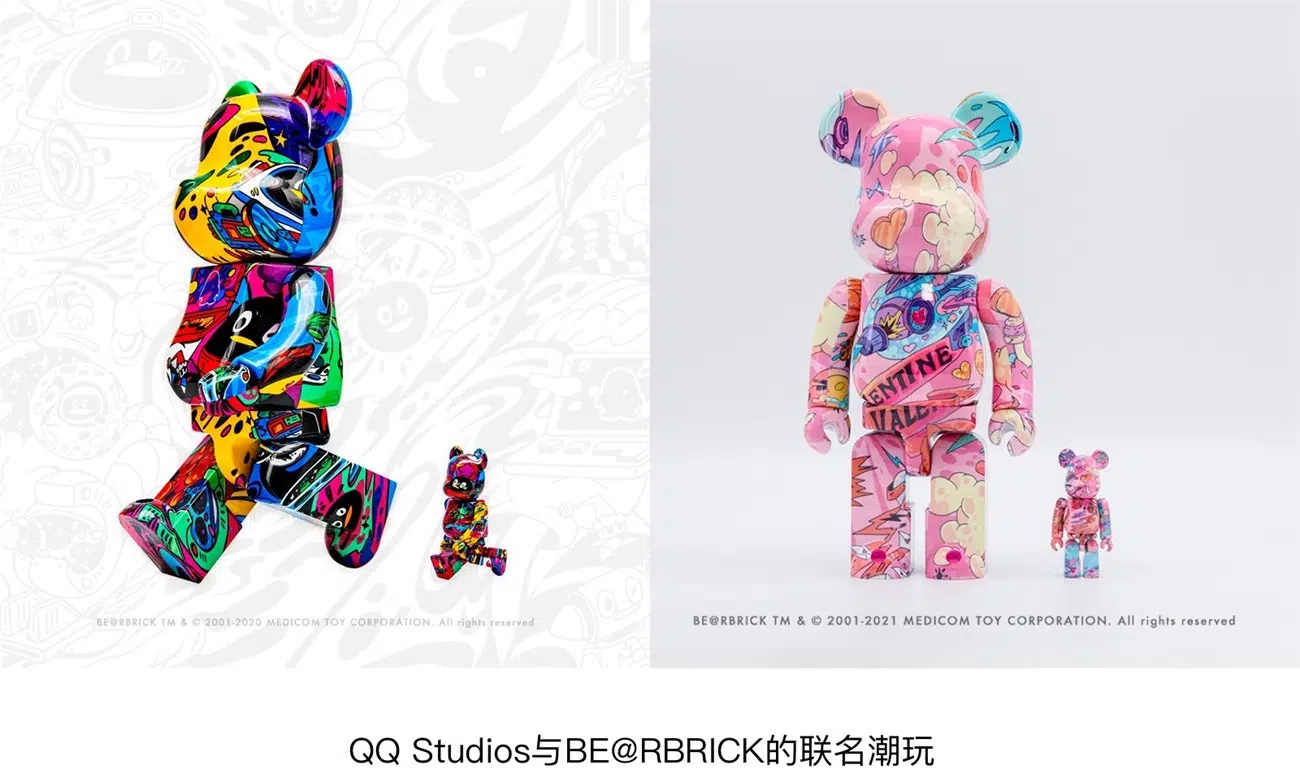 ENTINE
VALE
BE@RBRICK TM & © 2001-2020 MEDICOM TOY CORPORATION. All rights reserved
BE@RBRICK TM & © 2001-2021 MEDICOM TOY CORPORATION. All rights reserved
QQ Studios与BE@RBRICK的联名潮玩